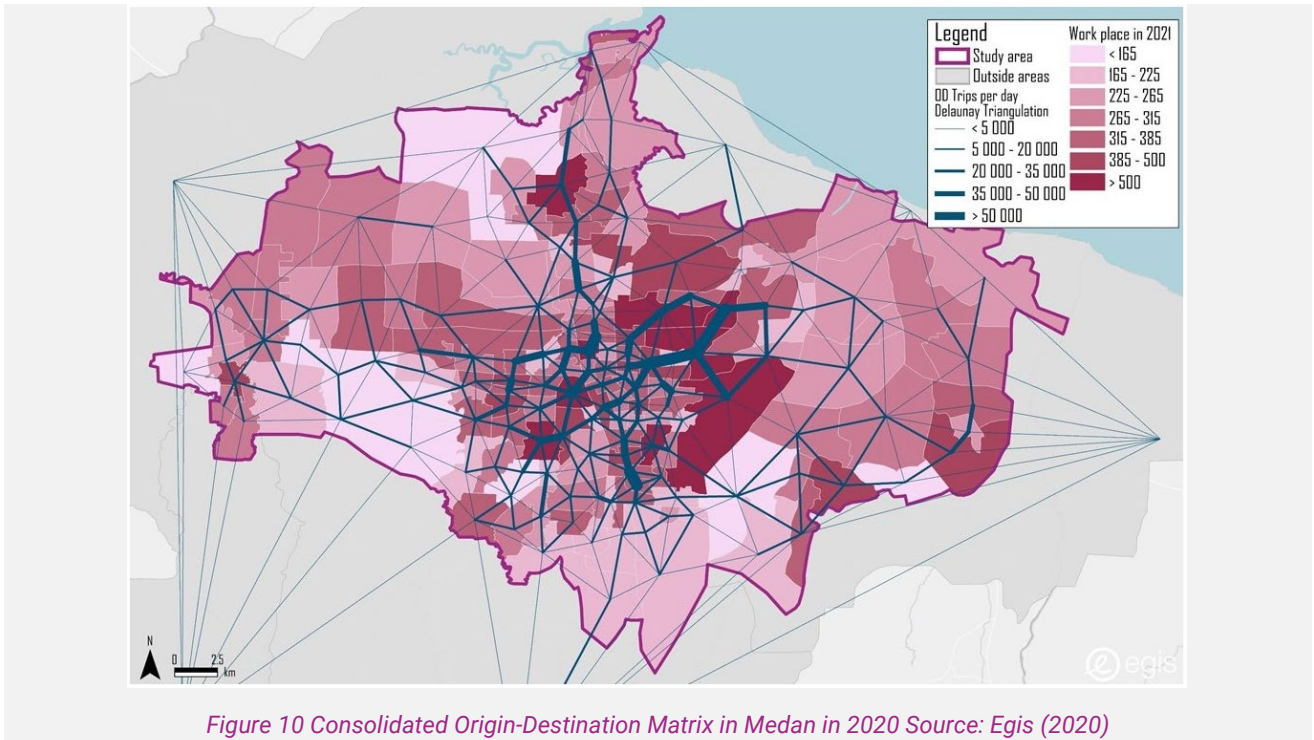 Legend
Study area
Outside areas
OD Trips per day
Delaunay Triangulation
< 5 000
5 000 - 20 000
20 000 - 35 000
35 000 - 50 000
> 50 000
Work place in 2021
< 165
165 - 225
225 - 265
265 - 315
315 - 385
385 - 500
> 500
N
0 2.5
km
egis
Figure 10 Consolidated Origin-Destination Matrix in Medan in 2020 Source: Egis (2020)